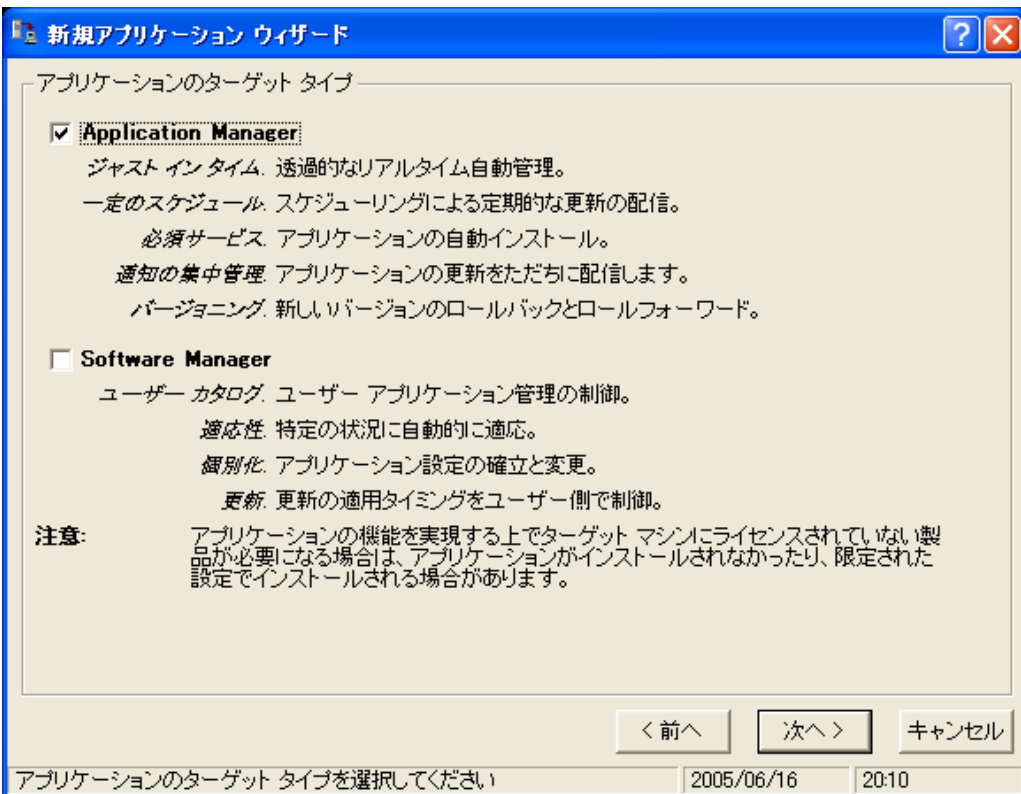 新規アプリケーション ウィザード
アプリケーションのターゲット タイプ
Application Manager
ジャスト イン タイム. 透過的なリアルタイム自動管理。
一定のスケジュール. スケジューリングによる定期的な更新の配信。
必須サービス. アプリケーションの自動インストール。
通知の集中管理. アプリケーションの更新をただちに配信します。
バージョニング. 新しいバージョンのロールバックとロールフォーワード。
Software Manager
ユーザー カタログ. ユーザー アプリケーション管理の制御。
適応性. 特定の状況に自動的に適応。
個別化. アプリケーション設定の確立と変更。
更新. 更新の適用タイミングをユーザー側で制御。
注意: アプリケーションの機能を実現する上でターゲット マシンにライセンスされていない製
品が必要になる場合は、アプリケーションがインストールされなかったり、限定された
設定でインストールされる場合があります。
< 前へ 次へ > キャンセル
アプリケーションのターゲット タイプを選択してください 2005/06/16 20:10